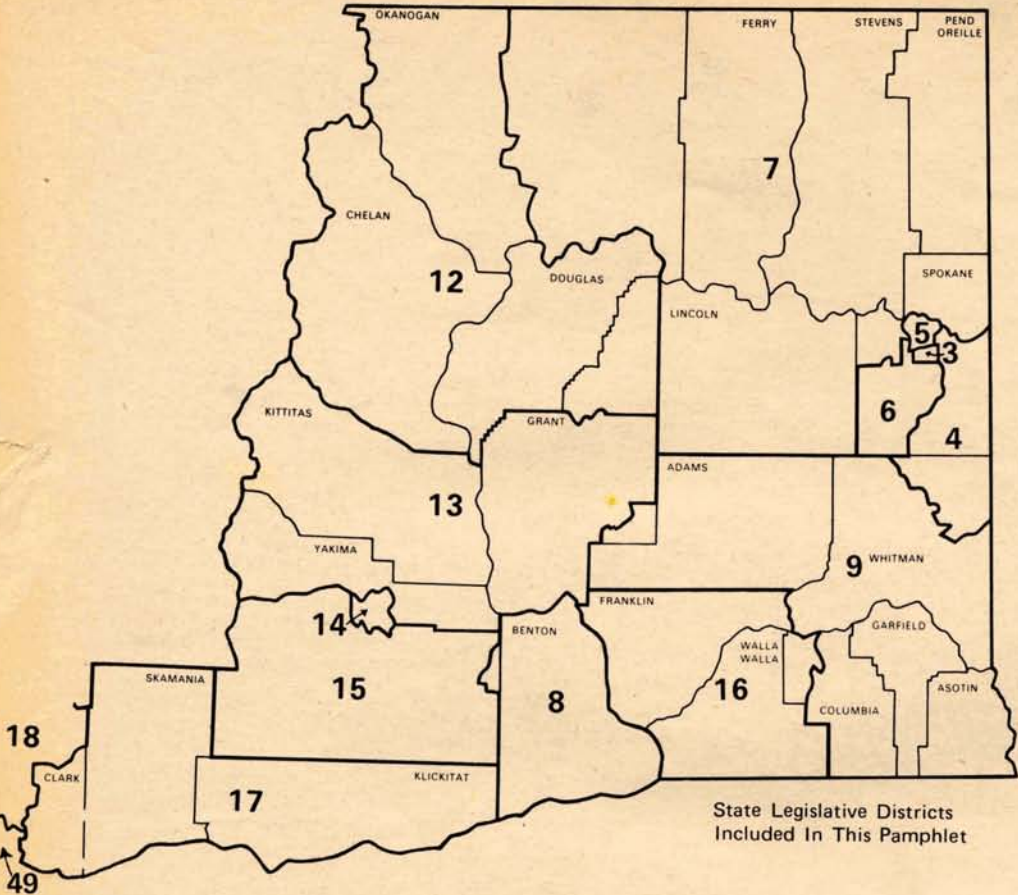 OKANOGAN
FERRY
STEVENS
PEND
OREILLE
7
CHELAN
12
DOUGLAS
SPOKANE
LINCOLN
5
3
KITTITAS
GRANT
6
4
ADAMS
13
YAKIMA
9 WHITMAN
14
FRANKLIN
BENTON
GARFIELD
WALLA
WALLA
SKAMANIA
15
8
16
ASOTIN
COLUMBIA
18
CLARK
KLICKITAT
17
State Legislative Districts
Included In This Pamphlet
49